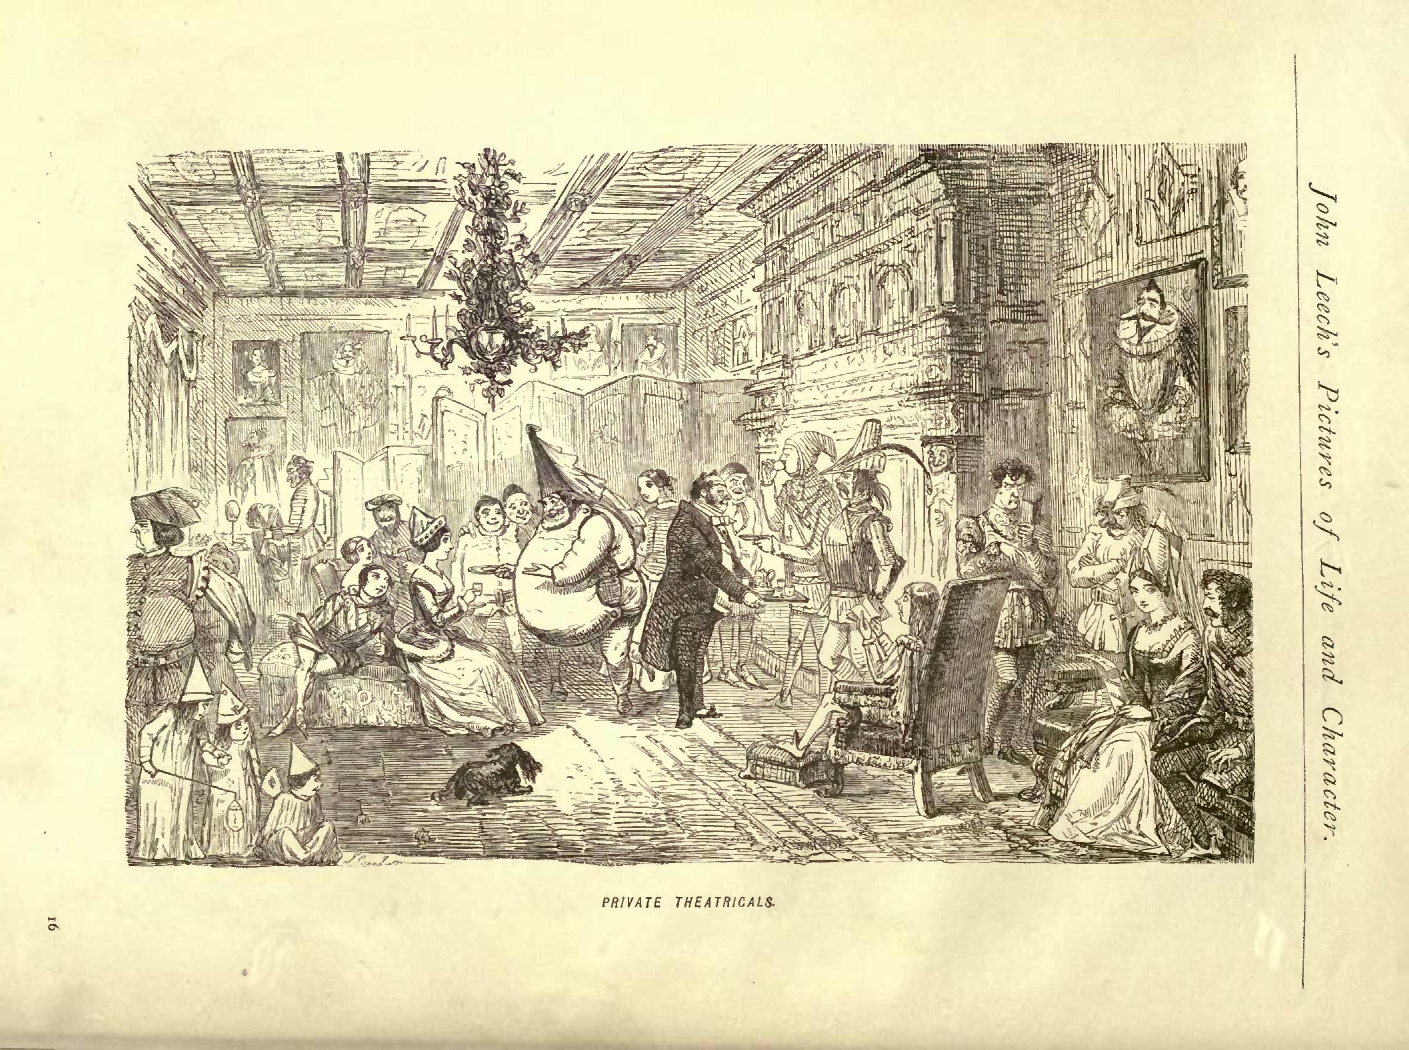 John Leech's Pictures of Life and Character.
PRIVATE THEATRICALS.
16